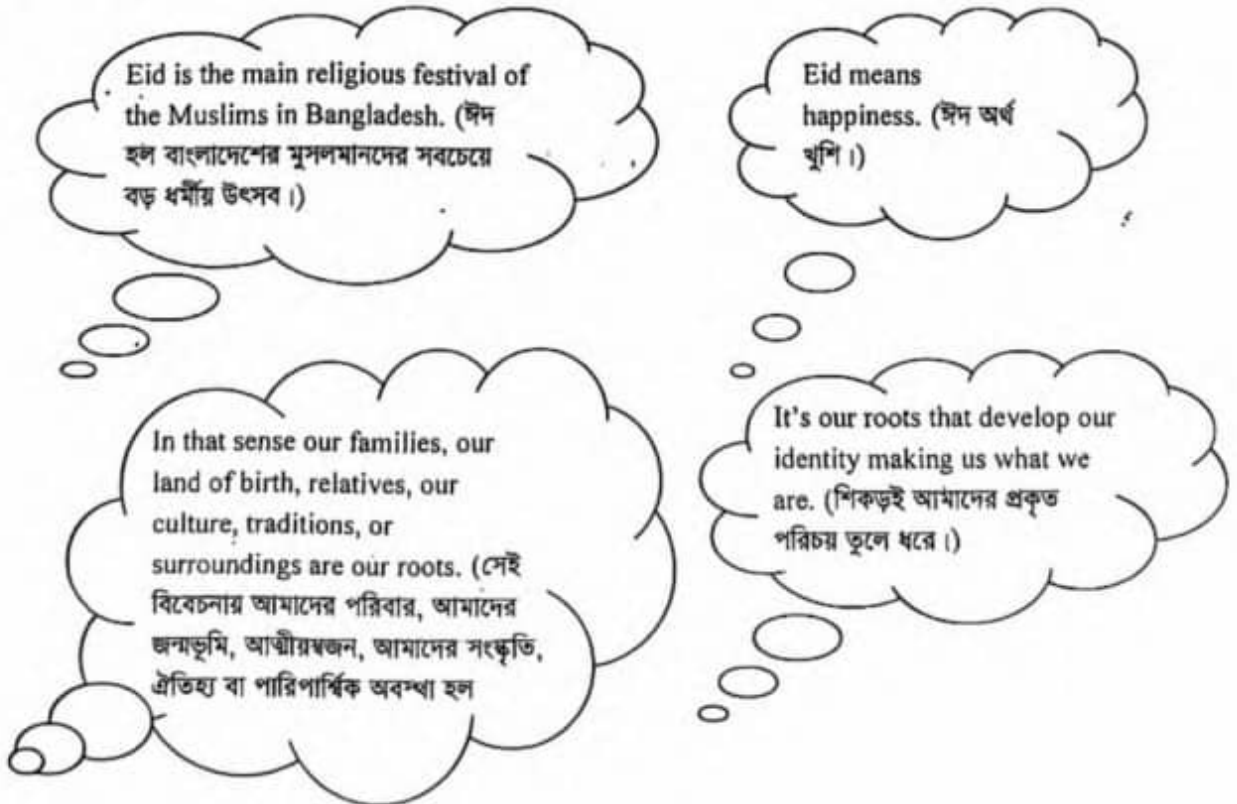 Eid is the main religious festival of
the Muslims in Bangladesh. (ঈদ
হল বাংলাদেশের মুসলমানদের সবচেয়ে
বড় ধর্মীয় উৎসব।)
Eid means
happiness. (ঈদ অর্থ
খুশি।)
In that sense our families, our
land of birth, relatives, our
culture, traditions, or
surroundings are our roots. (সেই
বিবেচনায় আমাদের পরিবার, আমাদের
জন্মভূমি, আত্মীয়স্বজন, আমাদের সংস্কৃতি,
ঐতিহ্য বা পারিপার্শ্বিক অবস্থা হল
It's our roots that develop our
identity making us what we
are. (শিকড়ই আমাদের প্রকৃত
পরিচয় তুলে ধরে।)